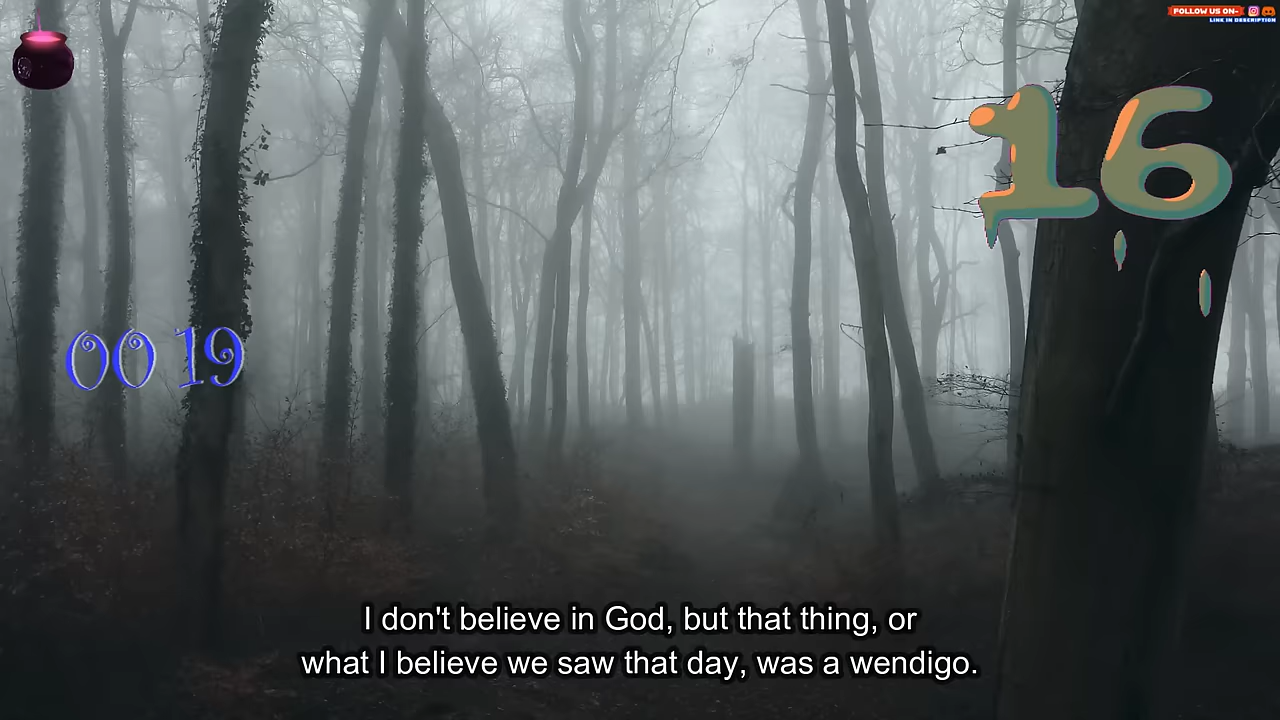 FOLLOW US ON-
LINK IN DESCRIPTION
16
00 19
I don't believe in God, but that thing, or
what I believe we saw that day, was a wendigo.